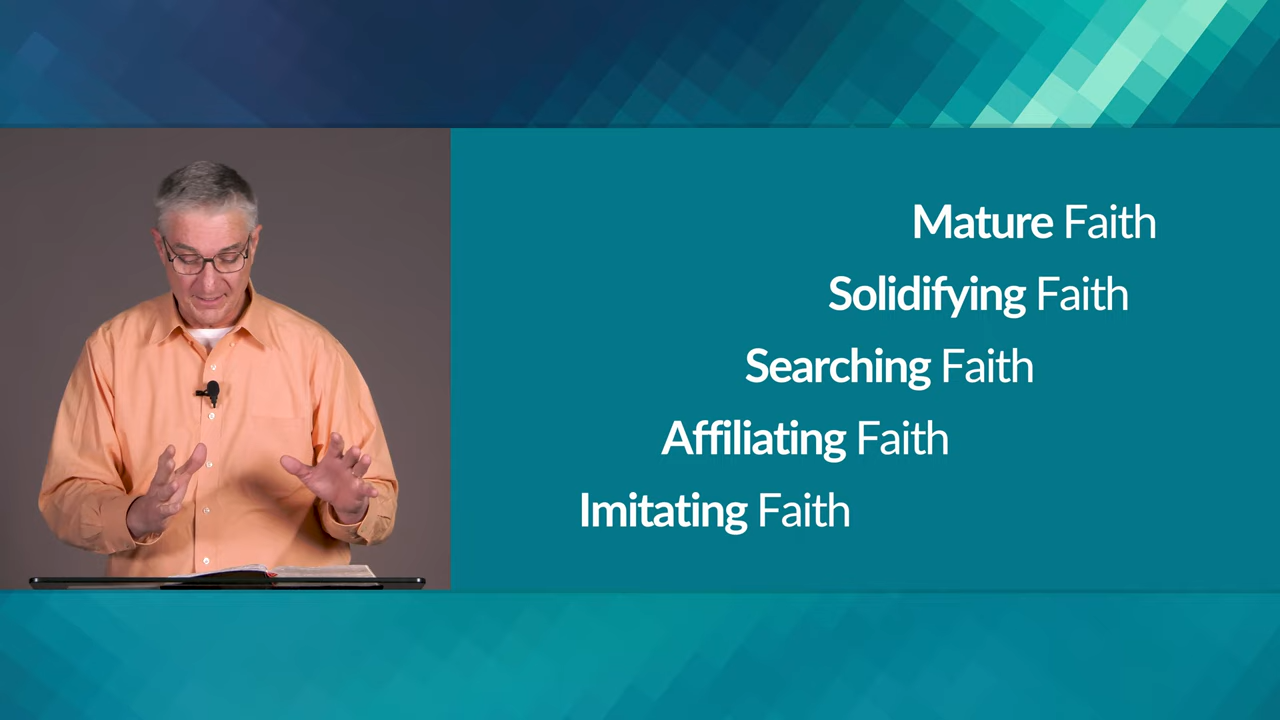 Mature Faith
Solidifying Faith
Searching Faith
Affiliating Faith
Imitating Faith